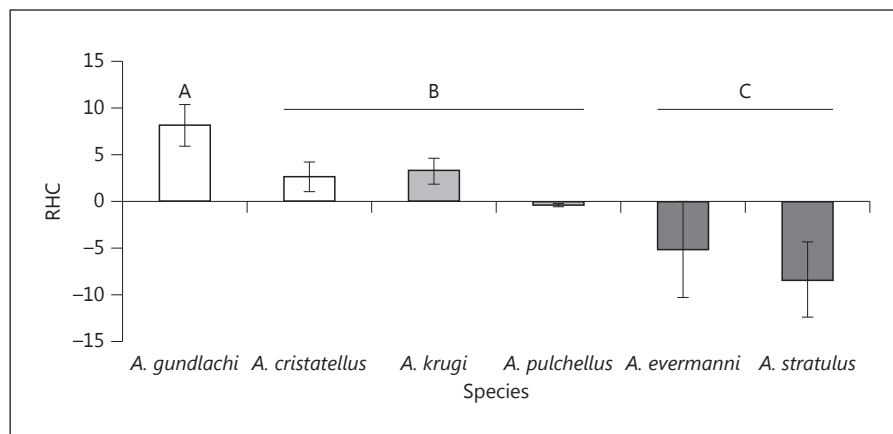 15
10
5
0
–5
–10
–15
RHC
A
B
C
A. gundlachi
A. cristatellus
A. krugi
A. pulchellus
A. evermanni
A. stratulus
Species